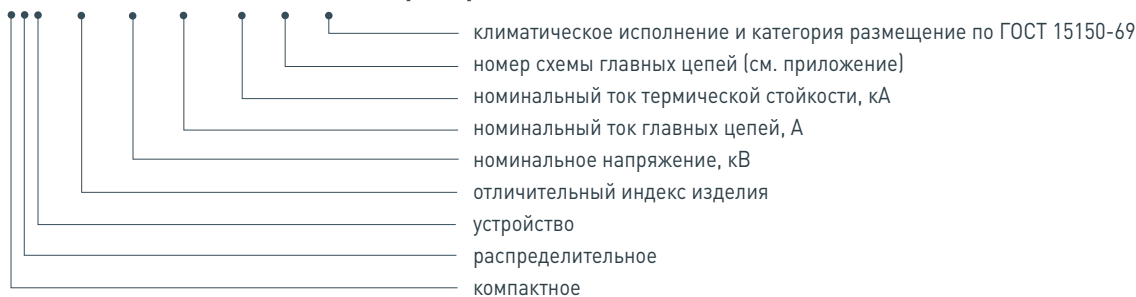 климатическое исполнение и категория размещение по ГОСТ 15150-69
номер схемы главных цепей (см. приложение)
номинальный ток термической стойкости, кА
номинальный ток главных цепей, А
номинальное напряжение, кВ
отличительный индекс изделия
устройство
распределительное
компактное